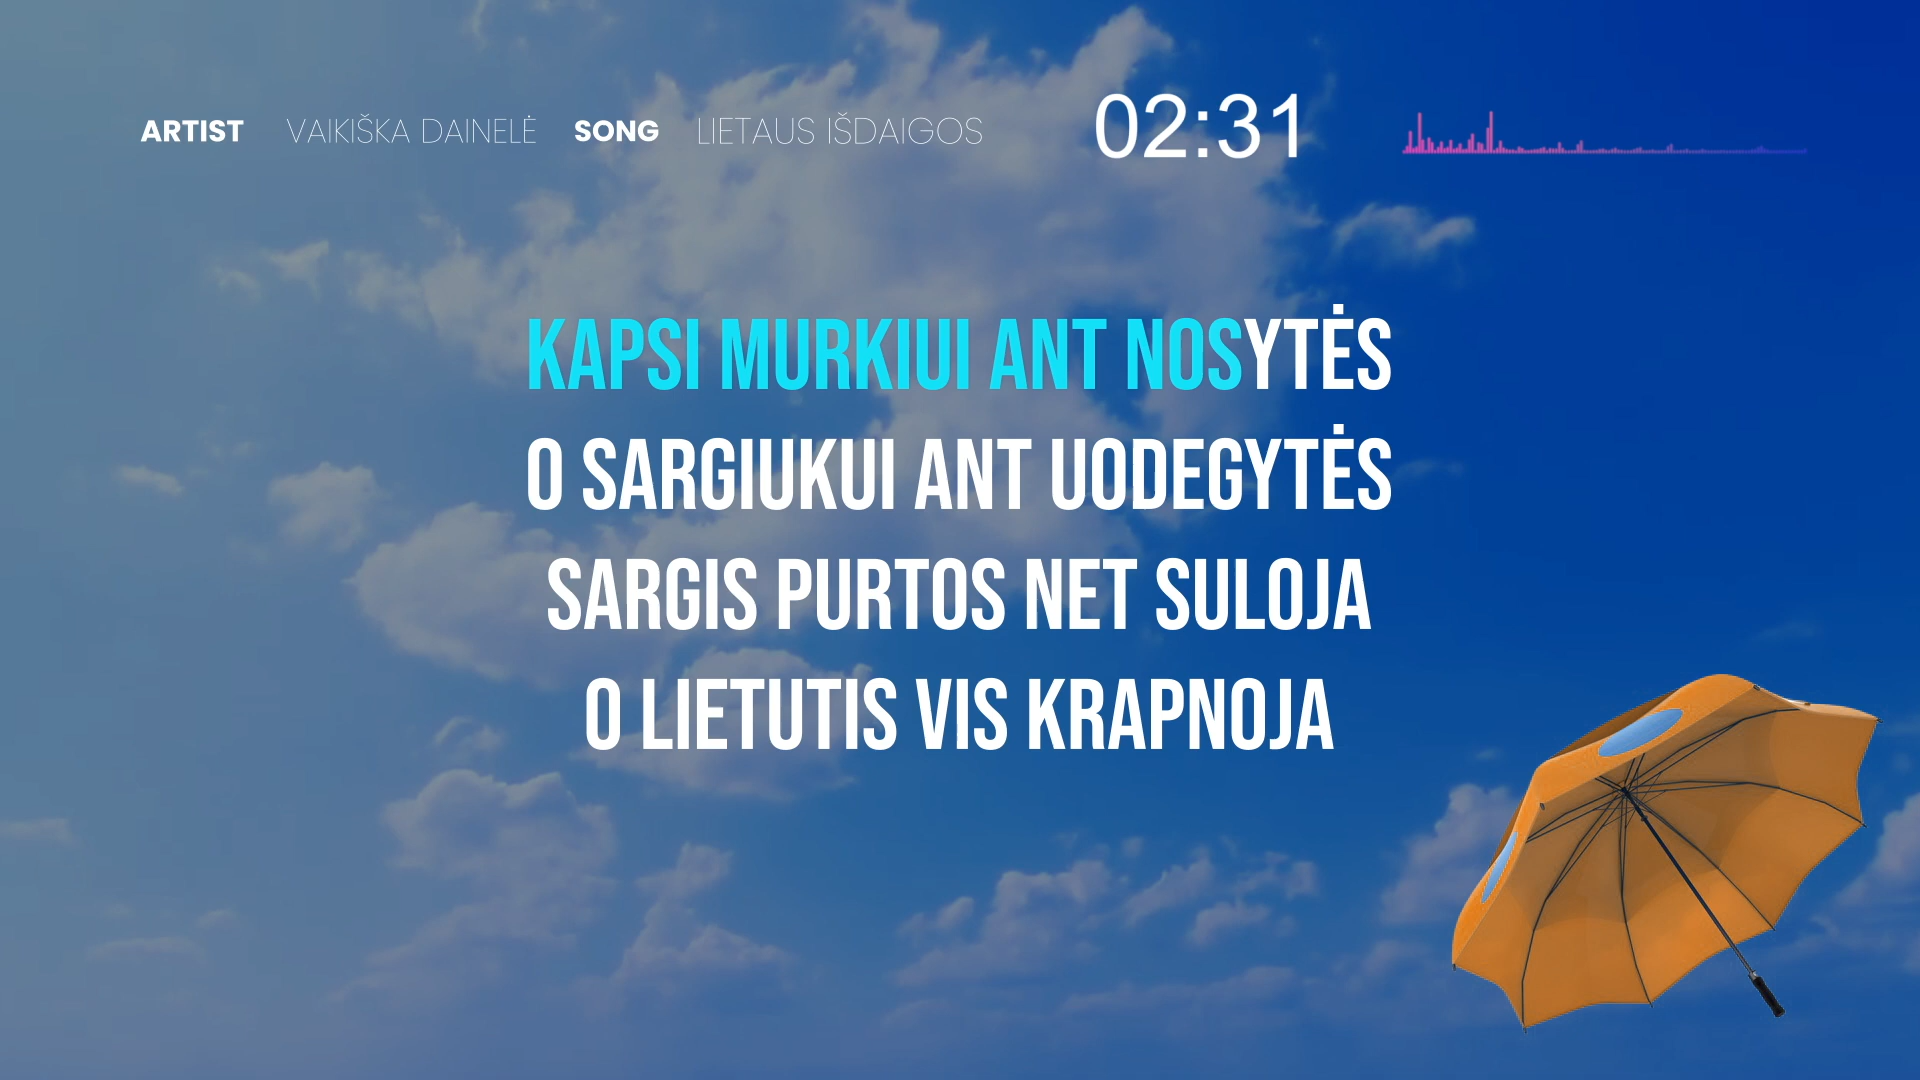 ARTIST VAIKIŠKA DAINELĖ SONG LIETAUS IŠDAIGOS 02:31
KAPSI MURKIUI ANT NOSYTĖS
O SARGIUKUI ANT UODEGYTĖS
SARGIS PURTOS NET SULOJA
O LIETUTIS VIS KRAPNOJA